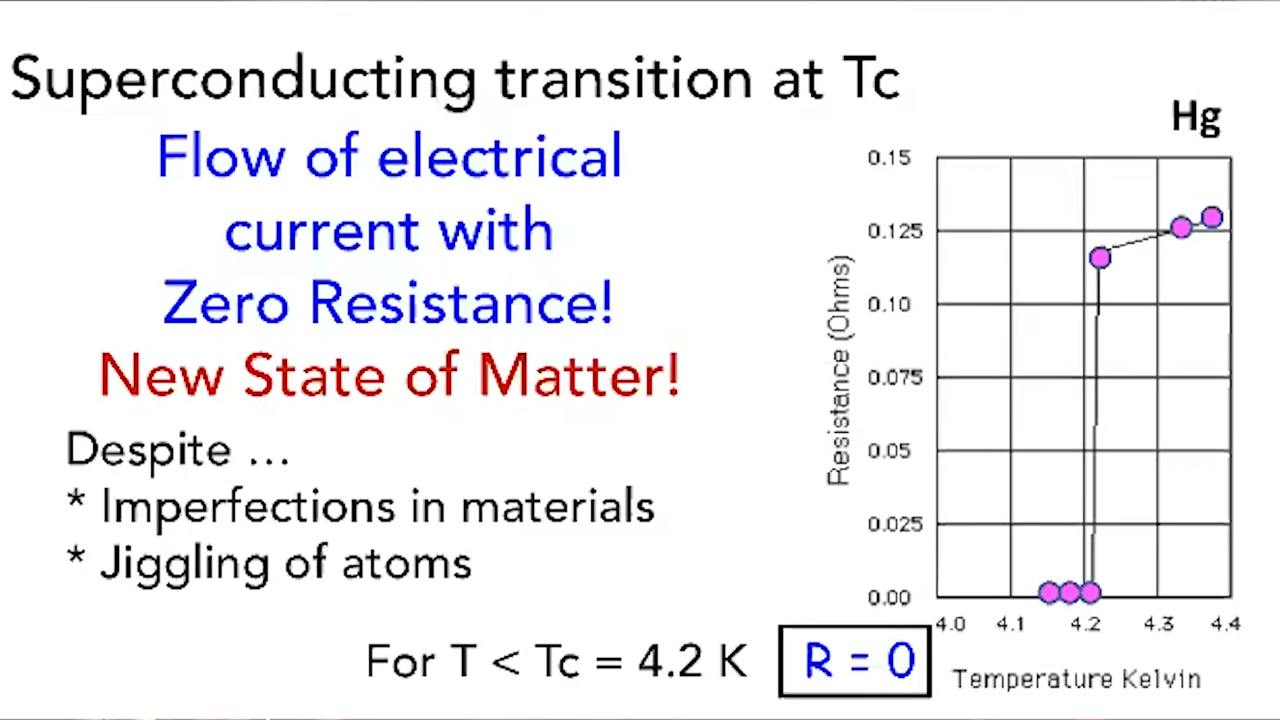 Superconducting transition at Tc
Flow of electrical
current with
Zero Resistance!
New State of Matter!
Despite ...
* Imperfections in materials
* Jiggling of atoms
For T < Tc = 4.2 K
R = 0
Hg
0.15
0.125
0.10
0.075
0.05
0.025
0.00
Resistance (Ohms)
4.0 4.1 4.2 4.3 4.4
Temperature Kelvin